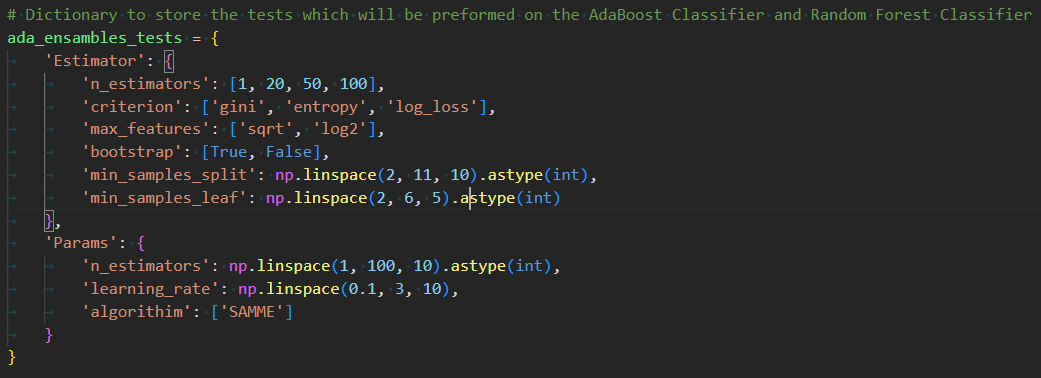 # Dictionary to store the tests which will be preformed on the AdaBoost Classifier and Random Forest Classifier
ada_ensambles_tests = {
    'Estimator': {
        'n_estimators': [1, 20, 50, 100],
        'criterion': ['gini', 'entropy', 'log_loss'],
        'max_features': ['sqrt', 'log2'],
        'bootstrap': [True, False],
        'min_samples_split': np.linspace(2, 11, 10).astype(int),
        'min_samples_leaf': np.linspace(2, 6, 5).astype(int)
    },
    'Params': {
        'n_estimators': np.linspace(1, 100, 10).astype(int),
        'learning_rate': np.linspace(0.1, 3, 10),
        'algorithim': ['SAMME']
    }
}